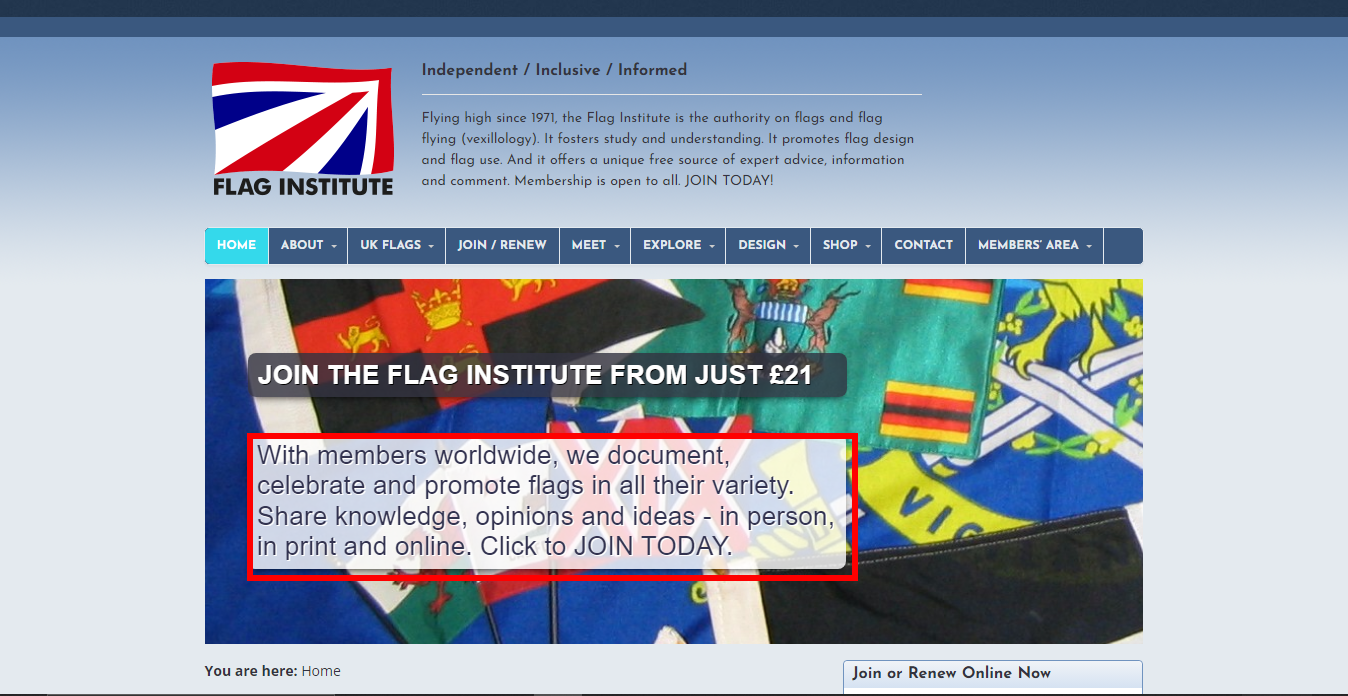 Independent / Inclusive / Informed
Flying high since 1971, the Flag Institute is the authority on flags and flag
flying (vexillology). It fosters study and understanding. It promotes flag design
and flag use. And it offers a unique free source of expert advice, information
and comment. Membership is open to all. JOIN TODAY!
FLAG INSTITUTE
HOME ABOUT UK FLAGS JOIN / RENEW MEET EXPLORE DESIGN SHOP CONTACT MEMBERS' AREA
JOIN THE FLAG INSTITUTE FROM JUST £21
With members worldwide, we document,
celebrate and promote flags in all their variety.
Share knowledge, opinions and ideas - in person,
in print and online. Click to JOIN TODAY.
XIX
VIC
You are here: Home
Join or Renew Online Now